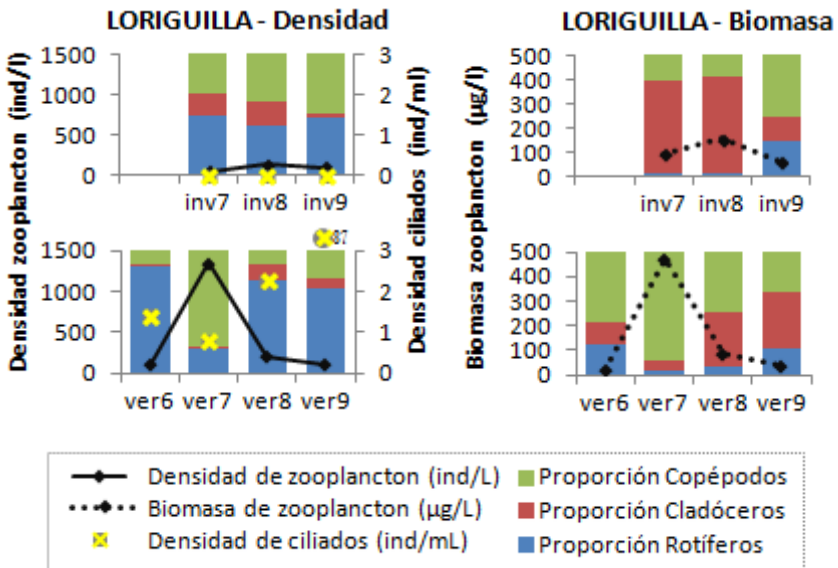 LORIGUILLA - Densidad
LORIGUILLA - Biomasa
Densidad zooplancton (ind/l)
1500
1000
500
0
3
2
1
0
inv7 inv8 inv9
Densidad ciliados (ind/ml)
1500
1000
500
0
87
3
2
1
0
ver6 ver7 ver8 ver9
Biomasa zooplancton (µg/l)
500
400
300
200
100
0
inv7 inv8 inv9
500
400
300
200
100
0
ver6 ver7 ver8 ver9
Densidad de zooplancton (ind/L)
Proporción Copépodos
Biomasa de zooplancton (µg/L)
Proporción Cladóceros
Densidad de ciliados (ind/mL)
Proporción Rotíferos